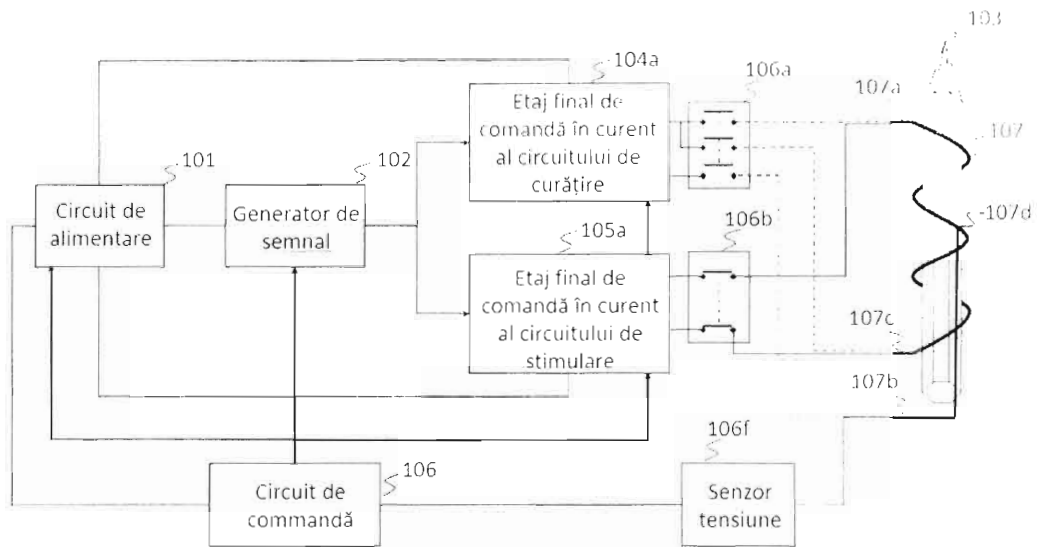 103
104a
Etaj final de
comandă în curent
al circuitului de
curățire
106a
107a
107
101
Circuit de
alimentare
102
Generator de
semnal
105a
Etaj final de
comandă în curent
al circuitului de
stimulare
106b
107d
107c
107b
106
Circuit de
commandă
106f
Senzor
tensiune